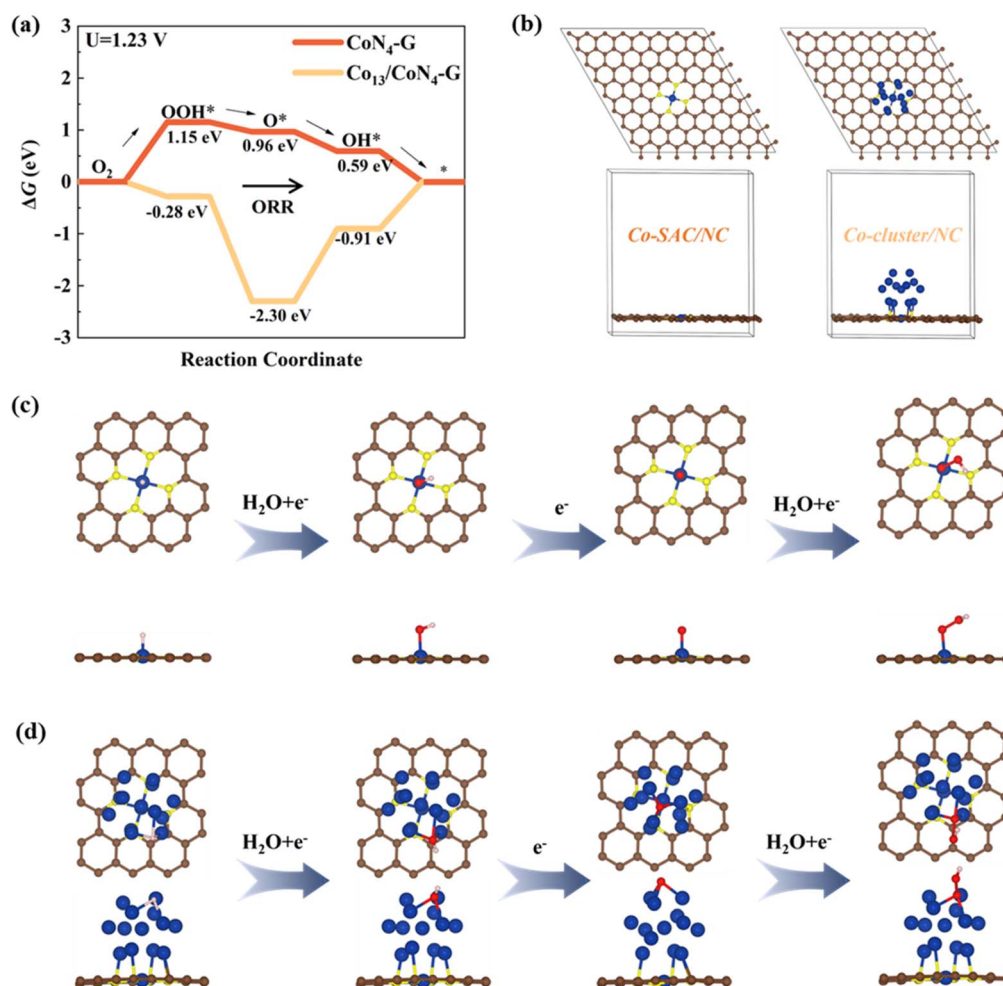 (a)
U=1.23 V
CoN₄-G
Co₁₃/CoN₄-G
ΔG (eV)
3
2
1
0
-1
-2
-3
O₂
OOH*
1.15 eV
O*
0.96 eV
OH*
0.59 eV
*
-0.28 eV
ORR
-0.91 eV
-2.30 eV
Reaction Coordinate
(b)
Co-SAC/NC
Co-cluster/NC
(c)
H₂O+e⁻
e⁻
H₂O+e⁻
(d)
H₂O+e⁻
e⁻
H₂O+e⁻